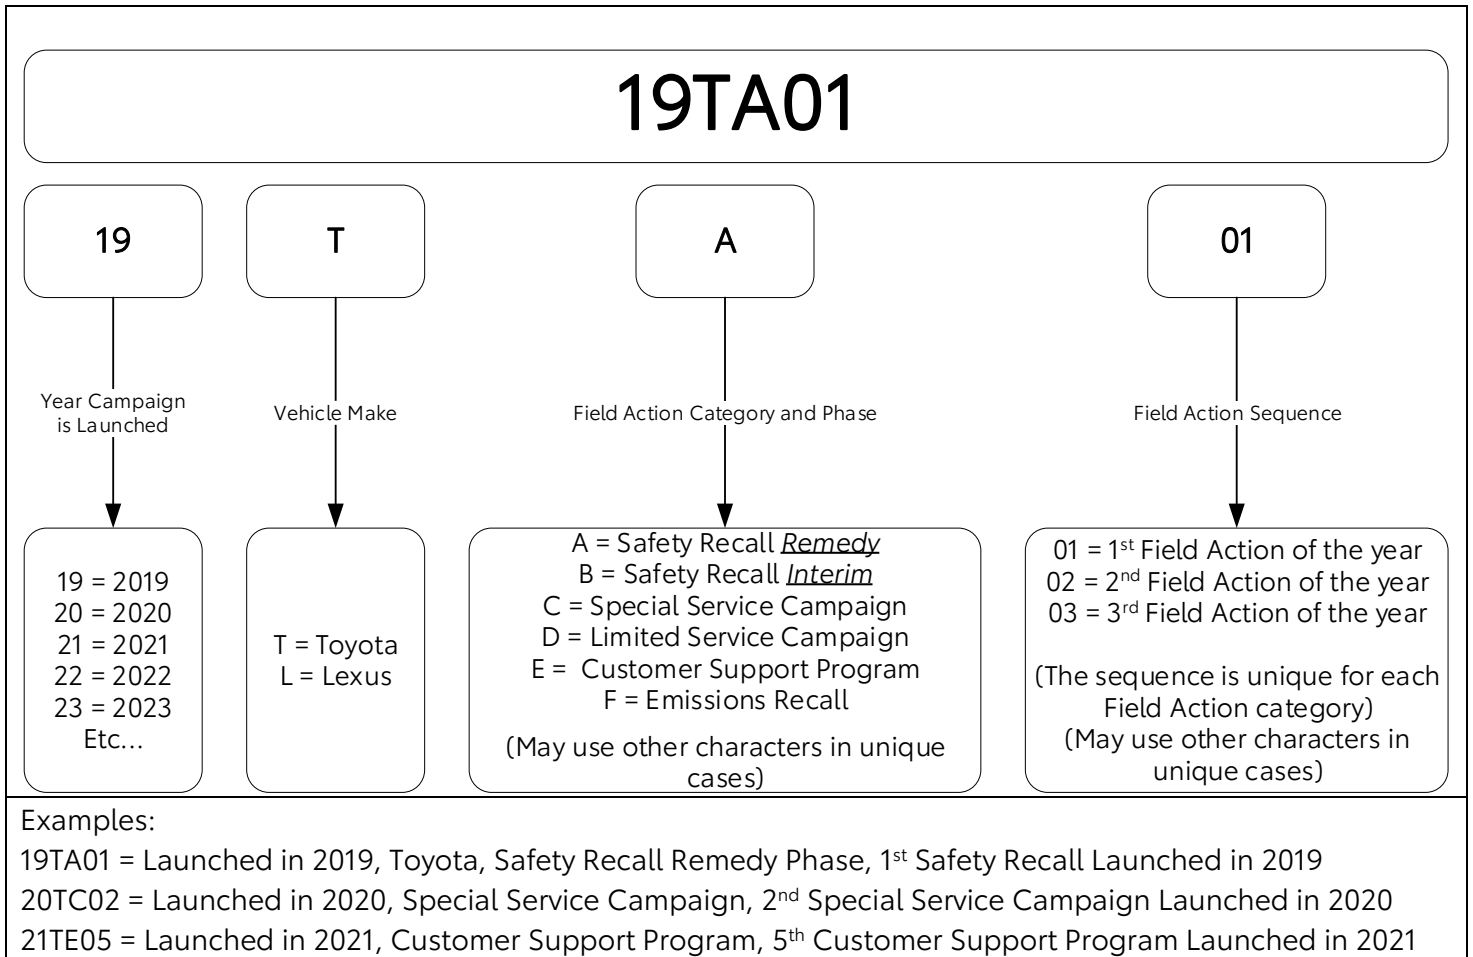 19TA01
19
T
A
01
Year Campaign
is Launched
Vehicle Make
Field Action Category and Phase
Field Action Sequence
19 = 2019
20 = 2020
21 = 2021
22 = 2022
23 = 2023
Etc...
T = Toyota
L = Lexus
A = Safety Recall Remedy
B = Safety Recall Interim
C = Special Service Campaign
D = Limited Service Campaign
E = Customer Support Program
F = Emissions Recall
(May use other characters in unique
cases)
01 = 1st Field Action of the year
02 = 2nd Field Action of the year
03 = 3rd Field Action of the year
(The sequence is unique for each
Field Action category)
(May use other characters in
unique cases)
Examples:
19TA01 = Launched in 2019, Toyota, Safety Recall Remedy Phase, 1st Safety Recall Launched in 2019
20TC02 = Launched in 2020, Special Service Campaign, 2nd Special Service Campaign Launched in 2020
21TE05 = Launched in 2021, Customer Support Program, 5th Customer Support Program Launched in 2021